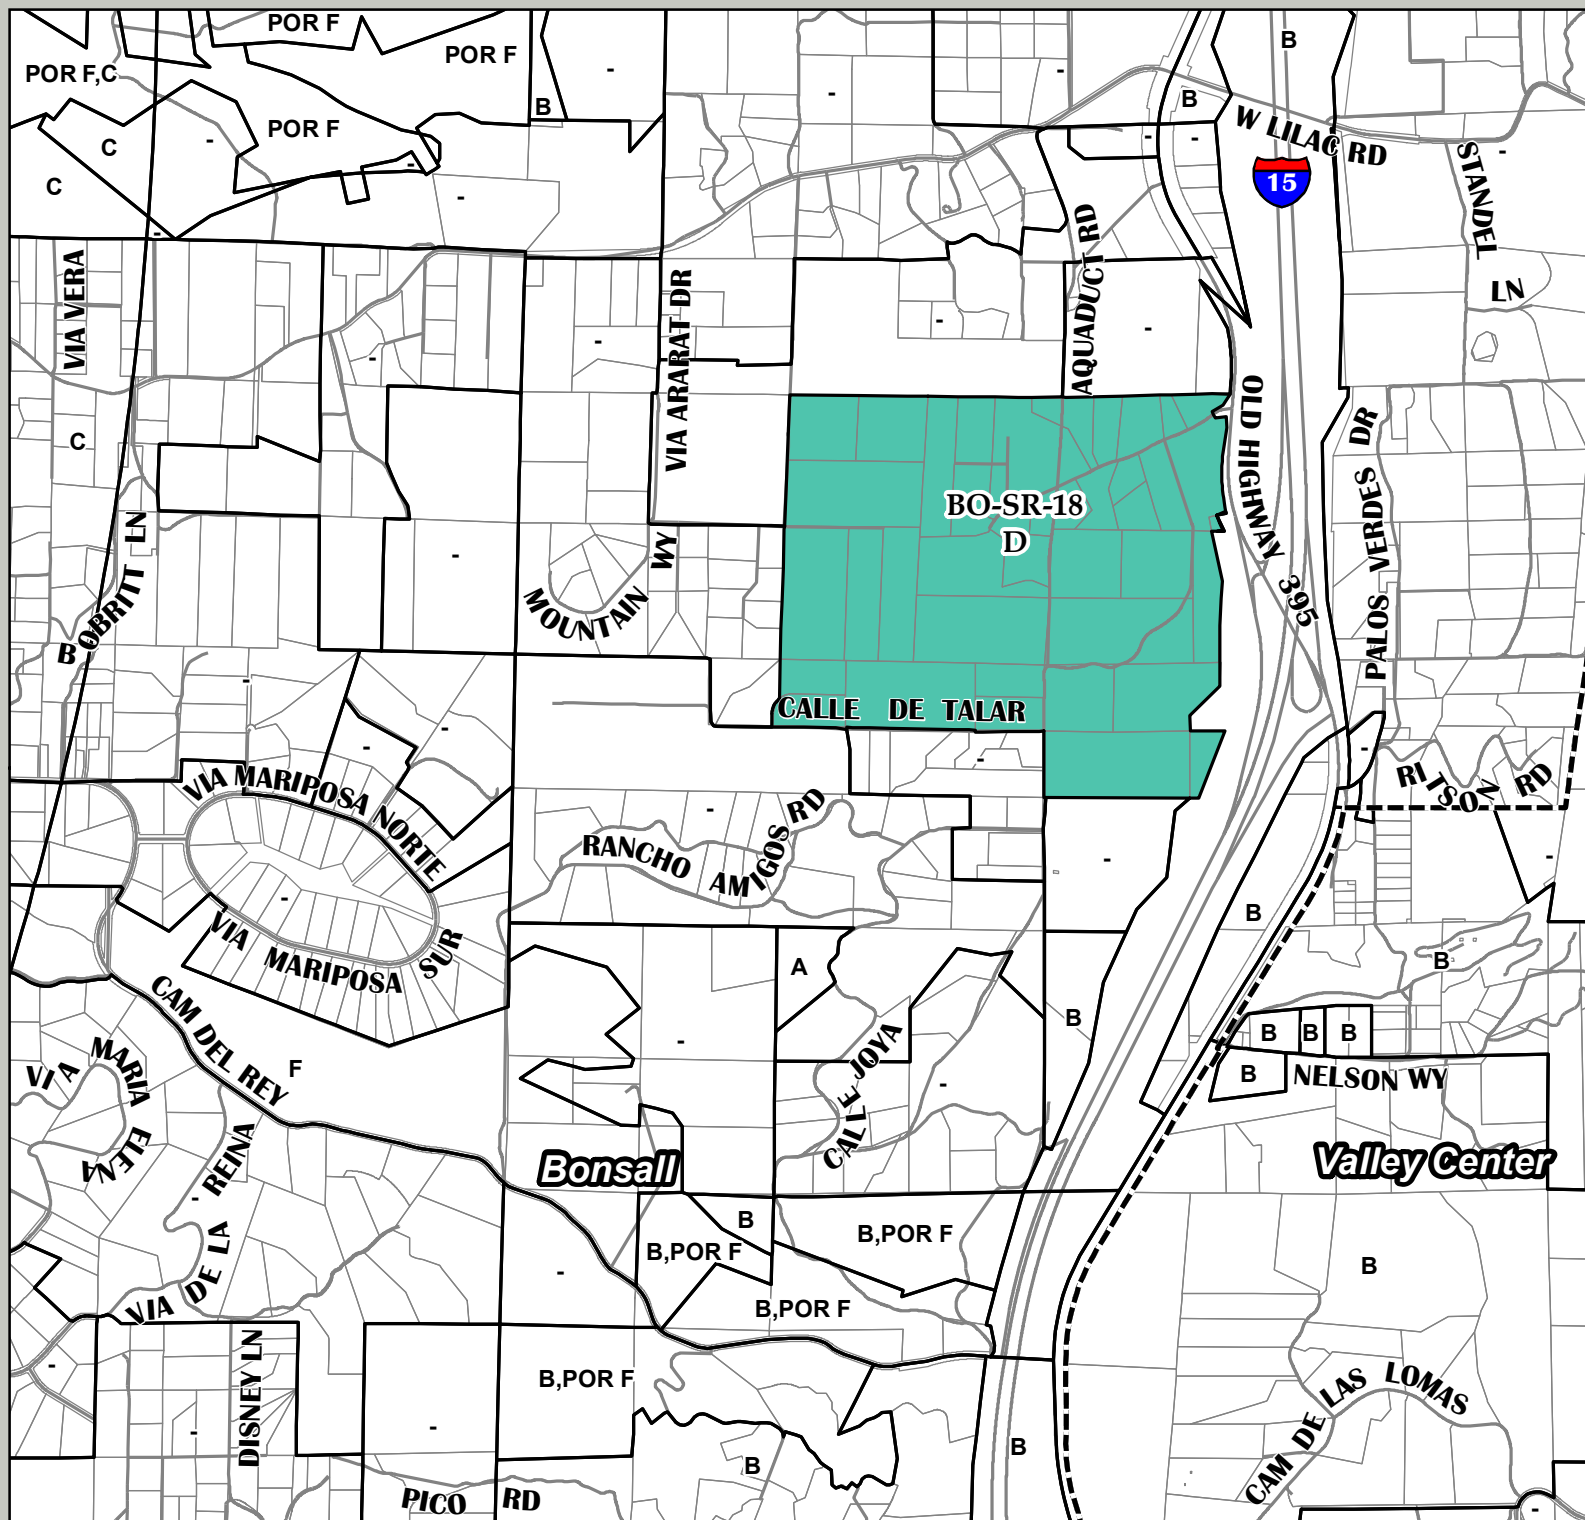 POR F
B
POR F
POR F,C
-
-
-
B
B
POR F
W LILAC RD
C
-
-
-
-
-
STANDEL LN
15
C
-
-
AQUADUCT RD
VIA VERA
VIA ARARAT DR
-
-
-
-
OLD HIGHWAY 395
PALOS VERDES DR
C
BO-SR-18
D
BOBRITT LN
-
MOUNTAIN WY
-
CALLE DE TALAR
-
-
-
-
RITSON RD
VIA MARIPOSA NORTE
-
RANCHO AMIGOS RD
-
-
-
B
VIA MARIPOSA SUR
A
B
CAM DEL REY
B
B
B
B
-
CALLE JOYA
F
VIA MARIA ELENA
B
NELSON WY
-
Bonsall
Valley Center
-
VIA DE LA REINA
B
B,POR F
B,POR F
B
-
B,POR F
-
DISNEY LN
B,POR F
CAM DE LAS LOMAS
-
-
B
B
PICO RD
-